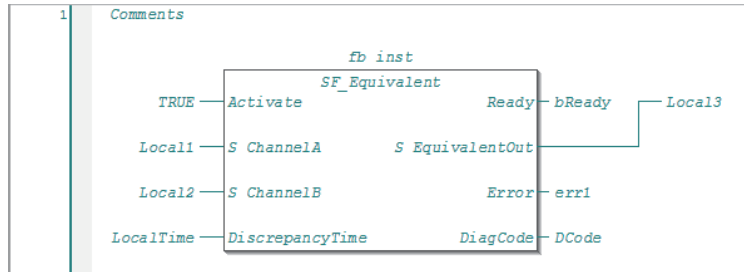 1 Comments
fb inst
SF_Equivalent
TRUE Activate Ready bReady Local3
Local1 S ChannelA S EquivalentOut
Local2 S ChannelB Error err1
LocalTime DiscrepancyTime DiagCode DCode